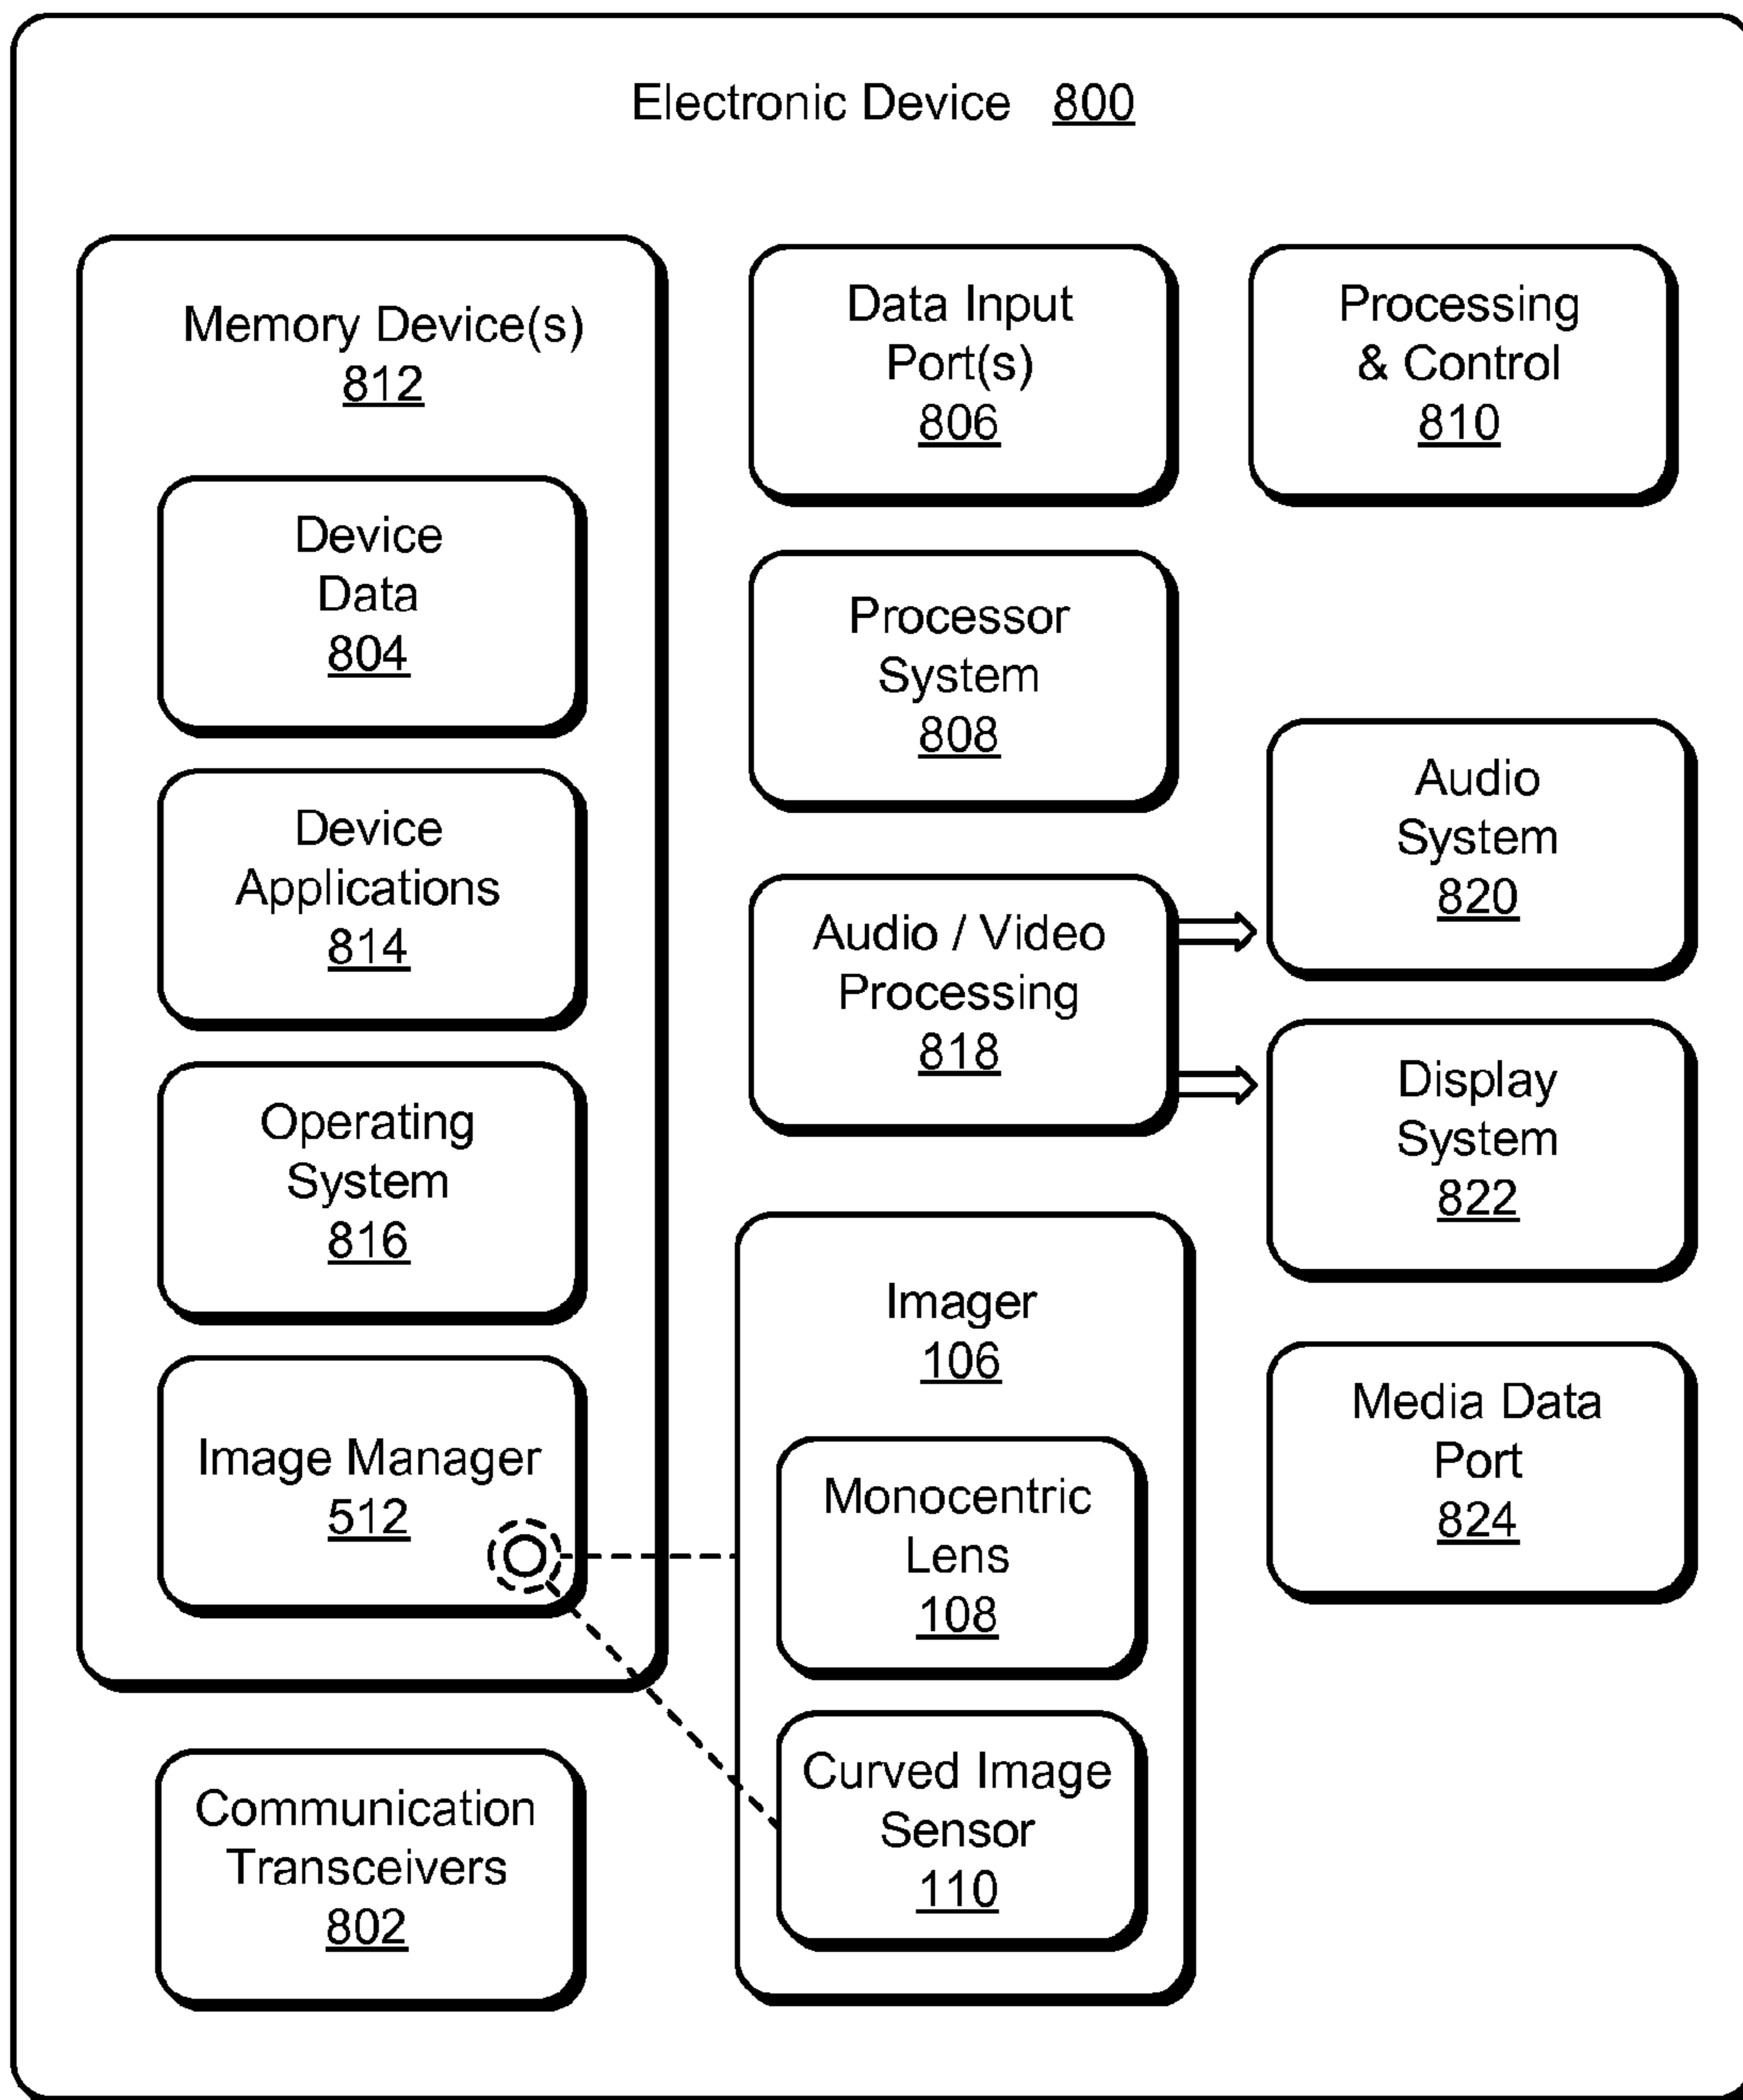 Electronic Device 800
Memory Device(s)
812
Device
Data
804
Device
Applications
814
Operating
System
816
Image Manager
512
Communication
Transceivers
802
Data Input
Port(s)
806
Processor
System
808
Audio / Video
Processing
818
Imager
106
Monocentric
Lens
108
Curved Image
Sensor
110
Processing
& Control
810
Audio
System
820
Display
System
822
Media Data
Port
824